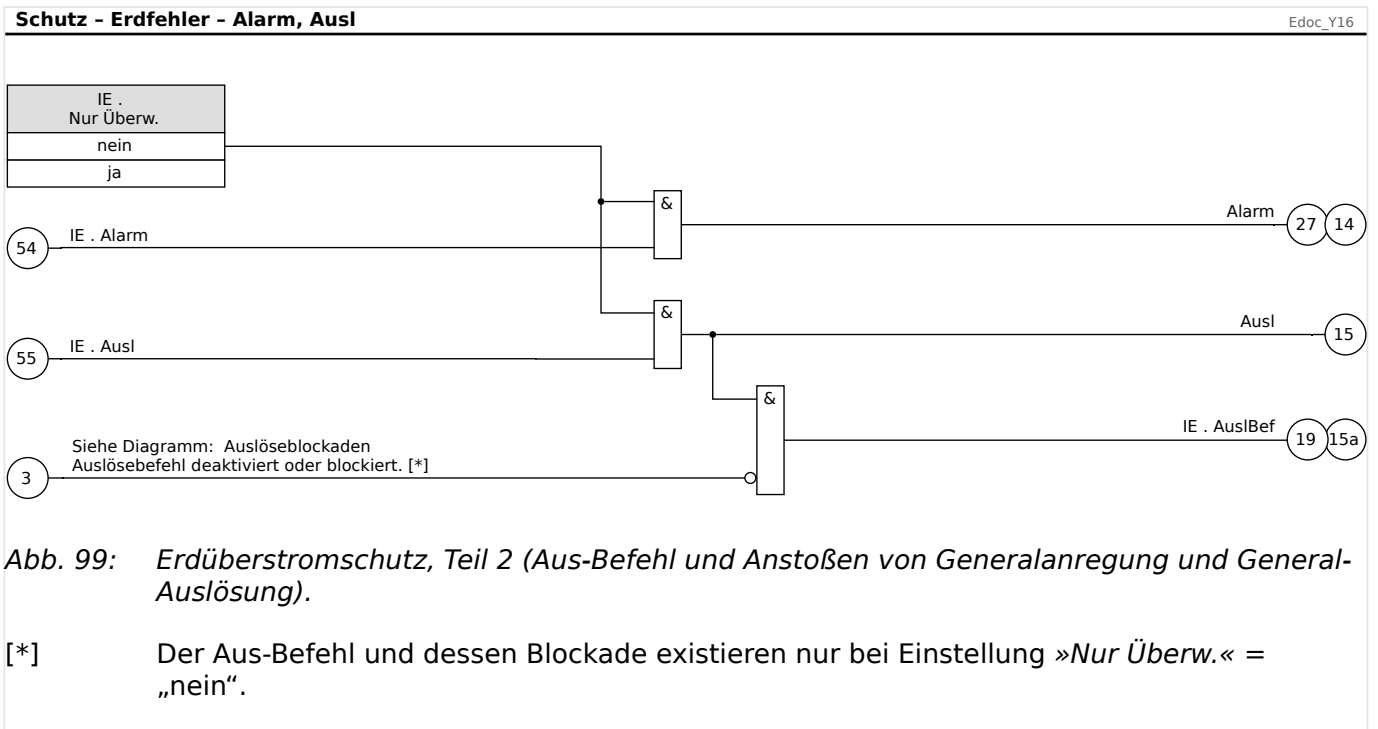 Schutz – Erdfehler – Alarm, Ausl
Edoc_Y16
IE .
Nur Überw.
nein
ja
&
Alarm
27
14
54
IE . Alarm
&
Ausl
15
55
IE . Ausl
&
IE . AuslBef
19
15a
Siehe Diagramm: Auslöseblockaden
Auslösebefehl deaktiviert oder blockiert. [*]
3
Abb. 99: Erdüberstromschutz, Teil 2 (Aus-Befehl und Anstoßen von Generalanregung und General-
Auslösung).
[*] Der Aus-Befehl und dessen Blockade existieren nur bei Einstellung »Nur Überw.« =
„nein“.